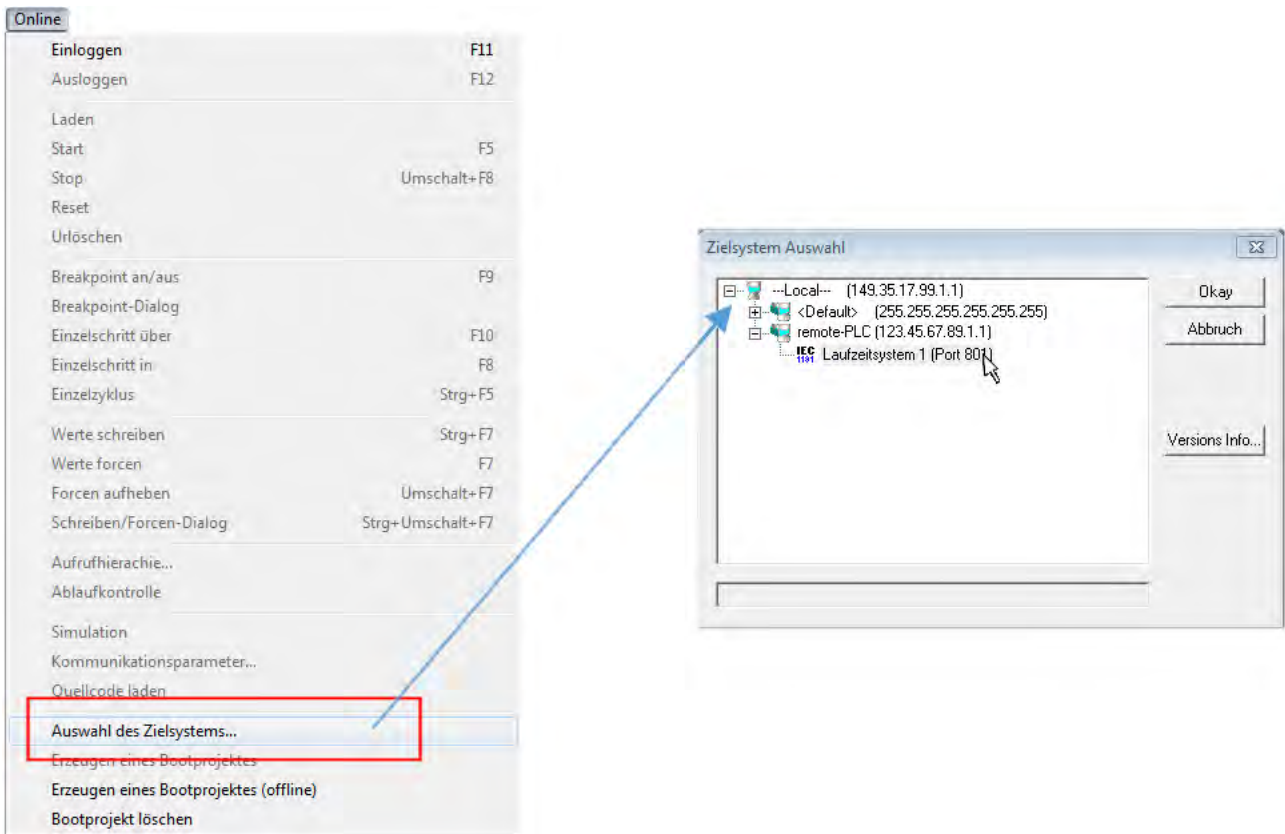 Online
Einloggen F11
Ausloggen F12
Laden
Start F5
Stop Umschalt+F8
Reset
Urlöschen
Breakpoint an/aus F9
Breakpoint-Dialog
Einzelschritt über F10
Einzelschritt in F8
Einzelzyklus Strg+F5
Werte schreiben Strg+F7
Werte forcen F7
Forcen aufheben Umschalt+F7
Schreiben/Forcen-Dialog Strg+Umschalt+F7
Aufrufhierachie...
Ablaufkontrolle
Simulation
Kommunikationsparameter...
Quellcode laden
Auswahl des Zielsystems...
Erzeugen eines Bootprojektes
Erzeugen eines Bootprojektes (offline)
Bootprojekt löschen
Zielsystem Auswahl
---Local--- (149.35.17.99.1.1)
<Default> (255.255.255.255.255.255)
remote-PLC (123.45.67.89.1.1)
IEC
1131
Laufzeitsystem 1 (Port 801)
Okay
Abbruch
Versions Info...